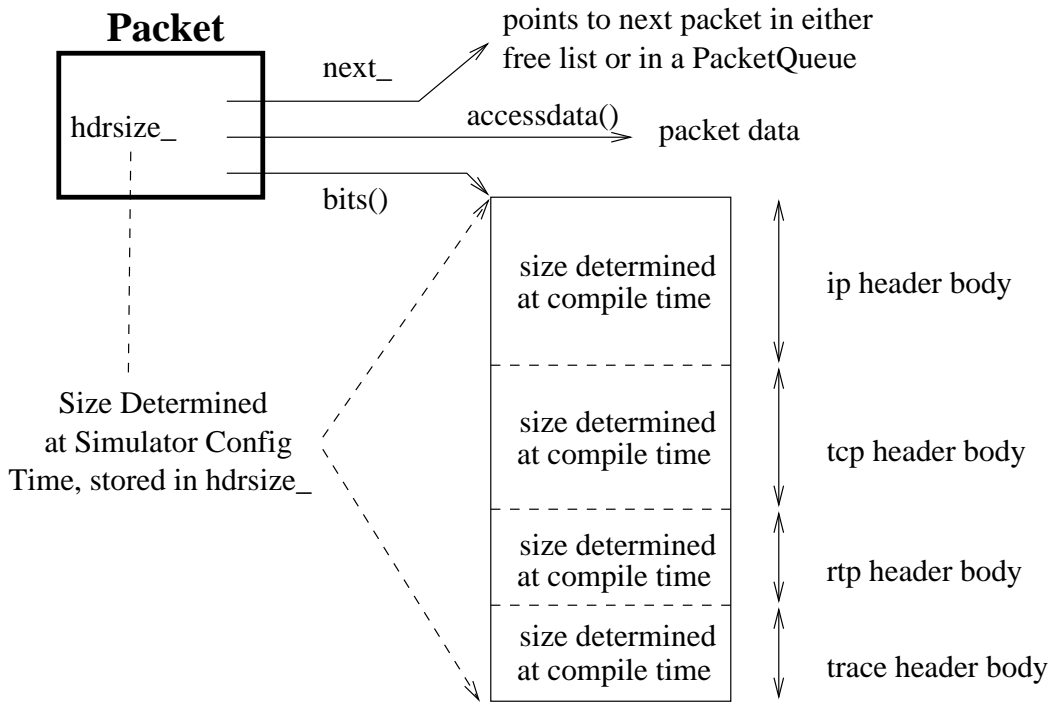 Packet
points to next packet in either
free list or in a PacketQueue
next_
accessdata()
packet data
hdrsize_
bits()
size determined
at compile time
ip header body
Size Determined
at Simulator Config
Time, stored in hdrsize_
size determined
at compile time
tcp header body
size determined
at compile time
rtp header body
size determined
at compile time
trace header body